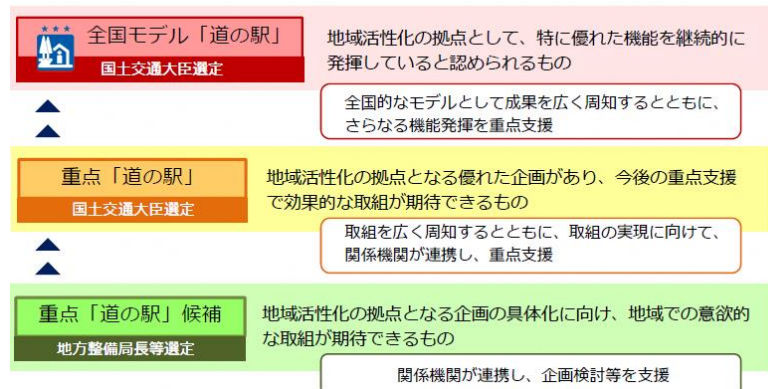 全国モデル「道の駅」
国土交通大臣選定
地域活性化の拠点として、特に優れた機能を継続的に
発揮していると認められるもの
全国的なモデルとして成果を広く周知するとともに、
さらなる機能発揮を重点支援
重点「道の駅」
国土交通大臣選定
地域活性化の拠点となる優れた企画があり、今後の重点支援
で効果的な取組が期待できるもの
取組を広く周知するとともに、取組の実現に向けて、
関係機関が連携し、重点支援
重点「道の駅」候補
地方整備局長等選定
地域活性化の拠点となる企画の具体化に向け、地域での意欲的
な取組が期待できるもの
関係機関が連携し、企画検討等を支援